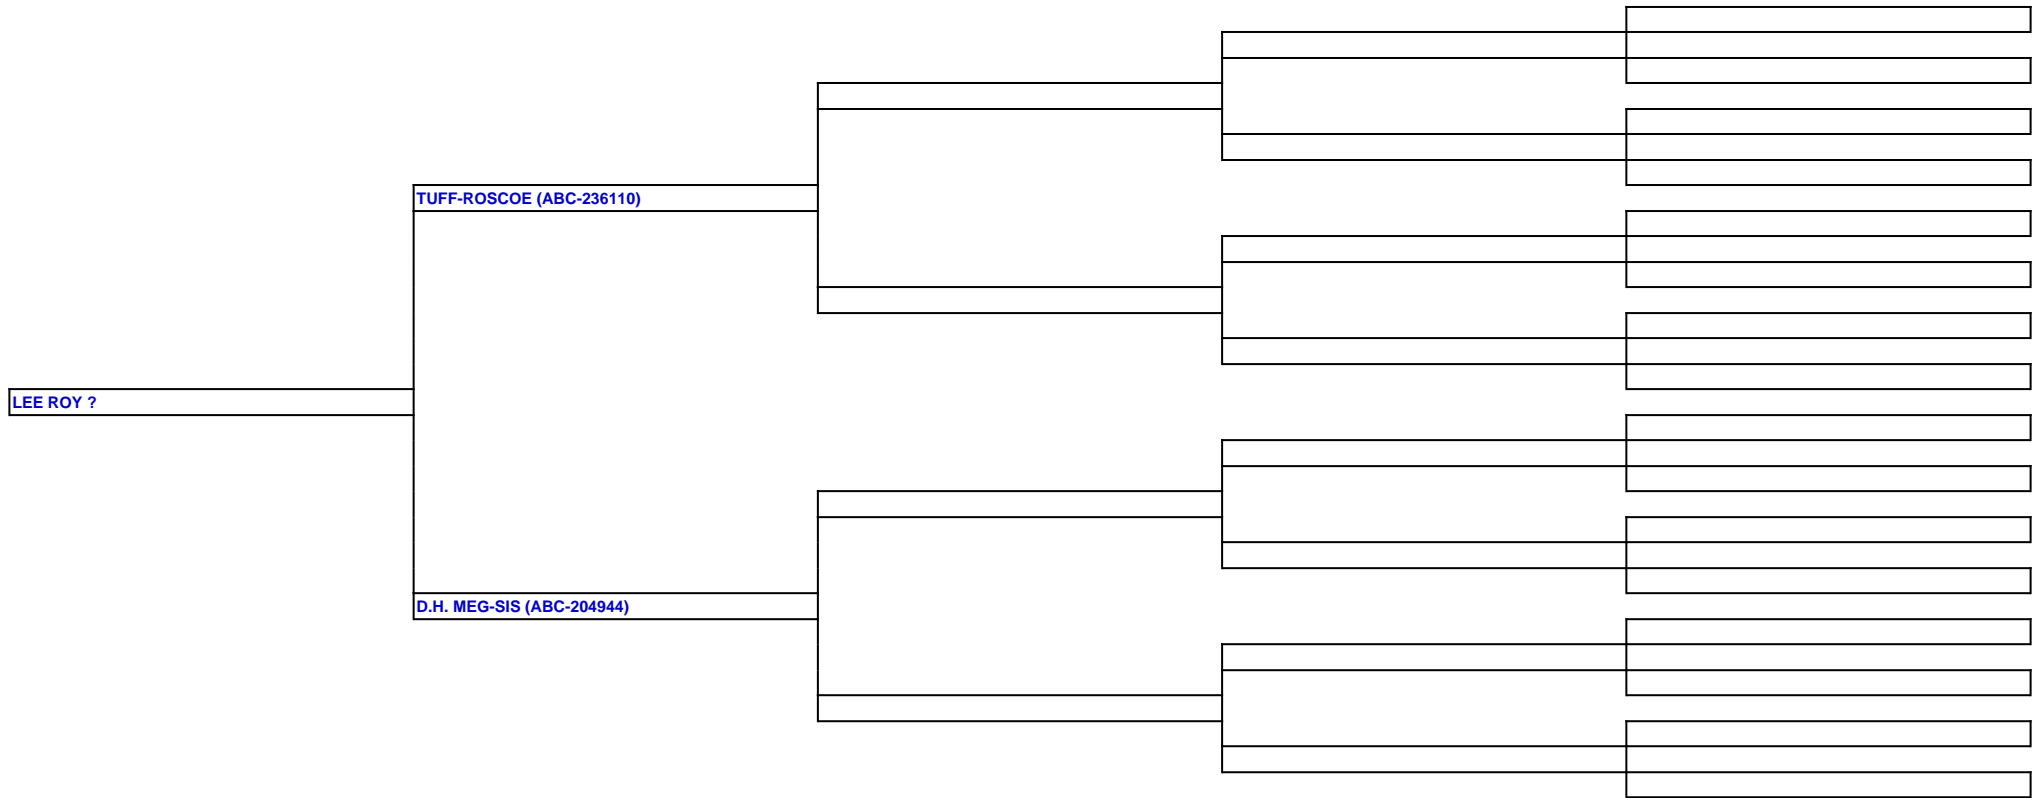 TUFF-ROSCOE (ABC-236110)
LEE ROY ?
D.H. MEG-SIS (ABC-204944)